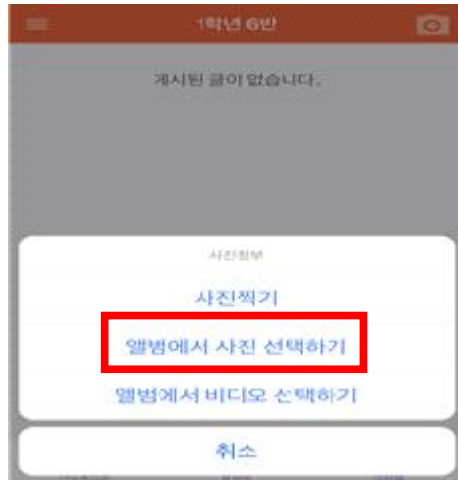 1학년 6반
게시된 글이 없습니다.
사진첨부
사진찍기
앨범에서 사진 선택하기
앨범에서 비디오 선택하기
취소